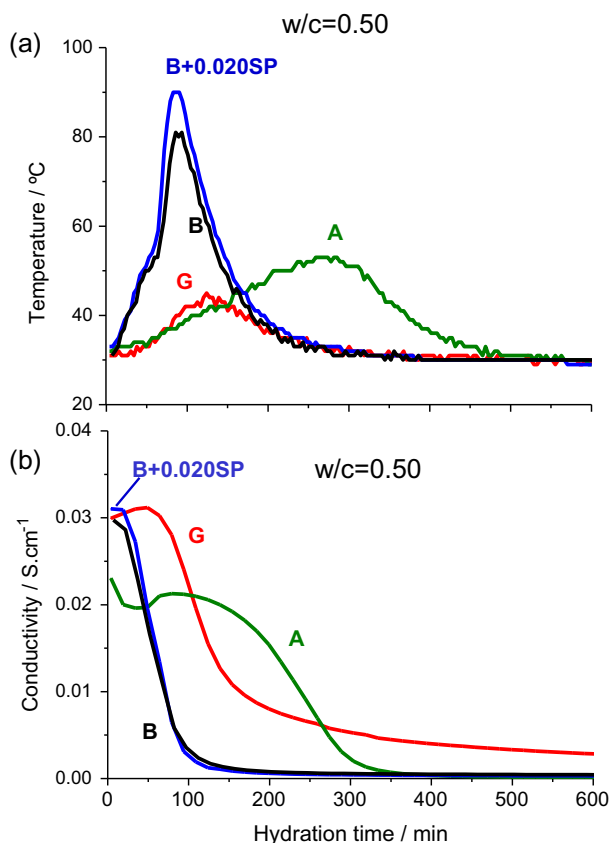 w/c=0.50
(a)
100
B+0.020SP
80
Temperature / ºC
60
B
A
G
40
20
(b)
0.04
B+0.020SP
w/c=0.50
0.03
G
Conductivity / S.cm-1
0.02
A
0.01
B
0.00
0 100 200 300 400 500 600
Hydration time / min